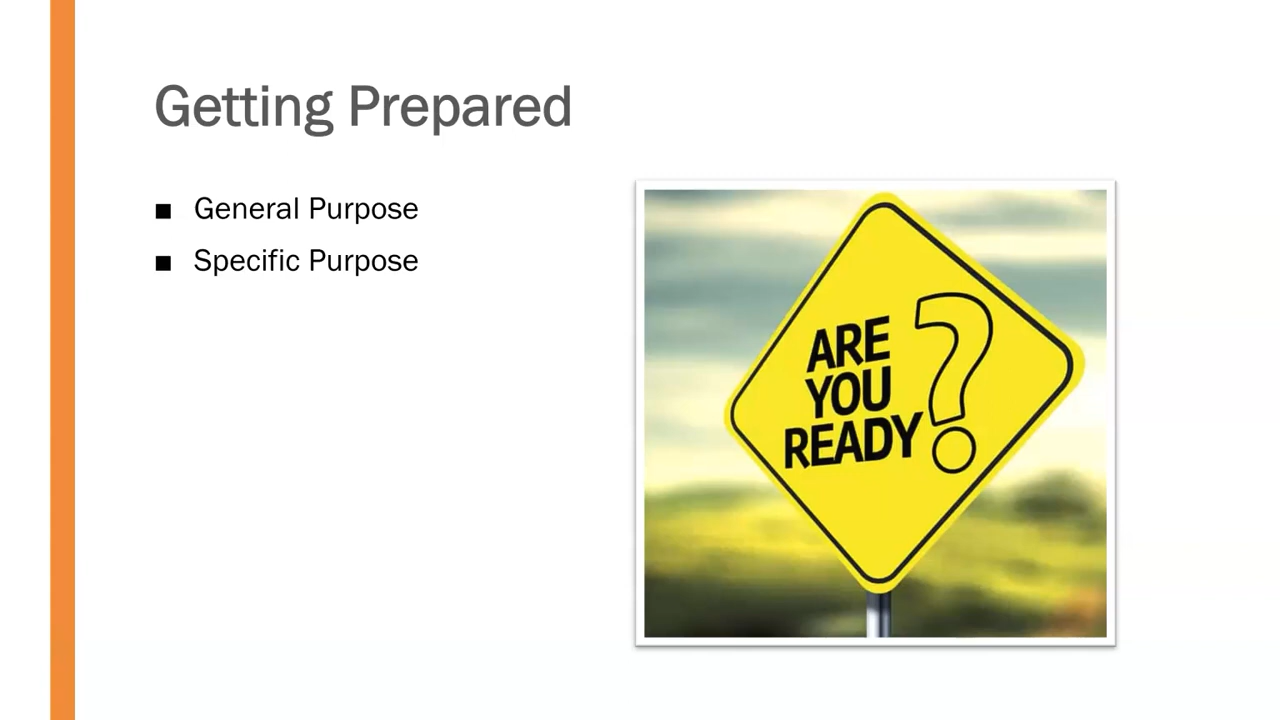 Getting Prepared
■ General Purpose
■ Specific Purpose
ARE
YOU
READY?